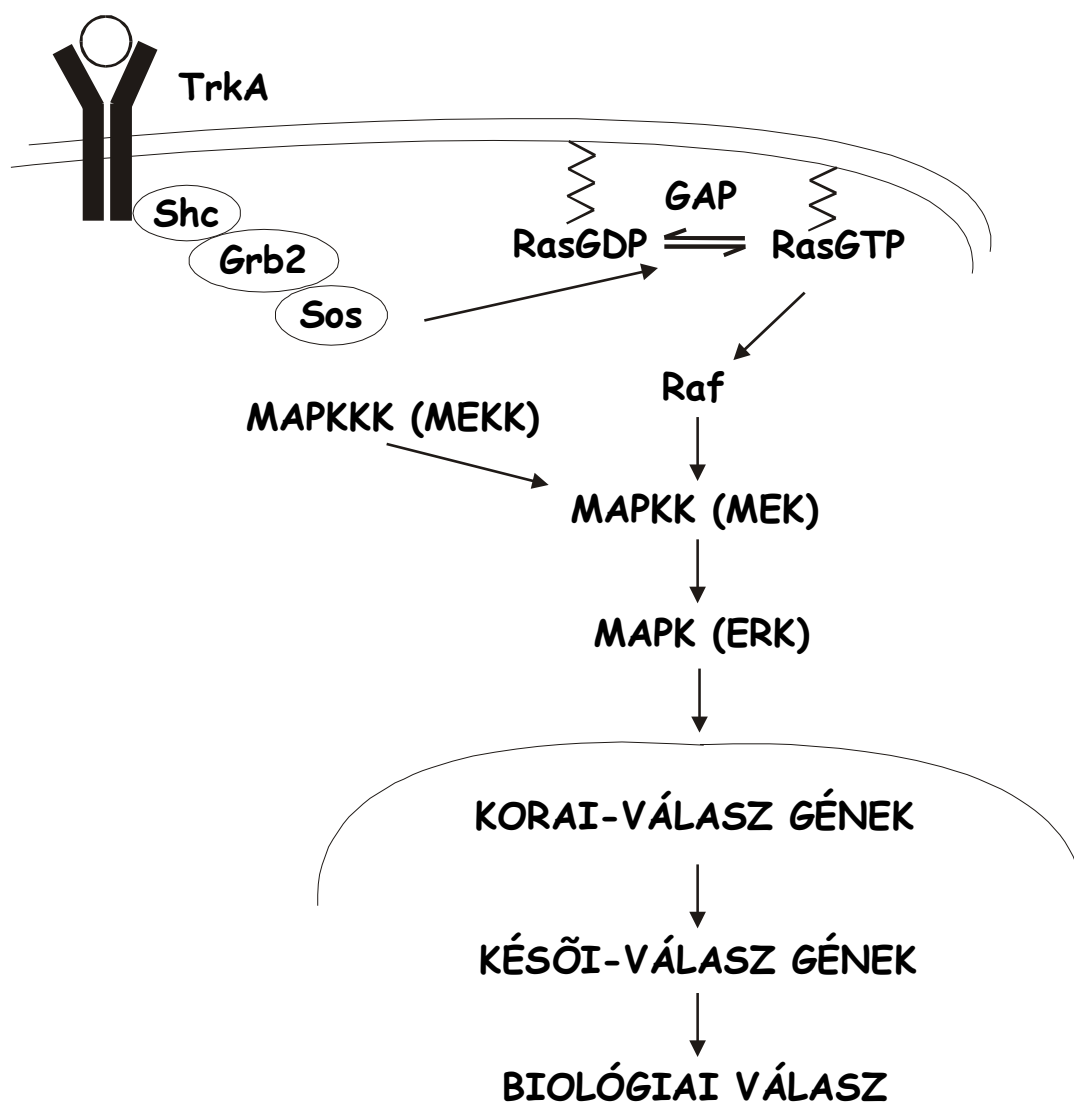 TrkA
GAP
Shc
RasGDP
RasGTP
Grb2
Sos
Raf
MAPKKK (MEKK)
MAPKK (MEK)
MAPK (ERK)
KORAI-VÁLASZ GÉNEK
KÉSÕI-VÁLASZ GÉNEK
BIOLÓGIAI VÁLASZ